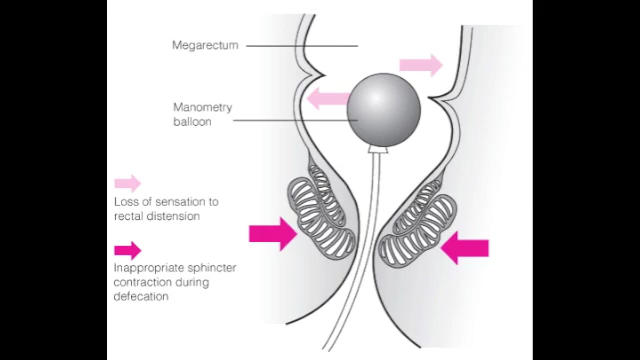 Megarectum
Manometry
balloon
Loss of sensation to
rectal distension
Inappropriate sphincter
contraction during
defecation